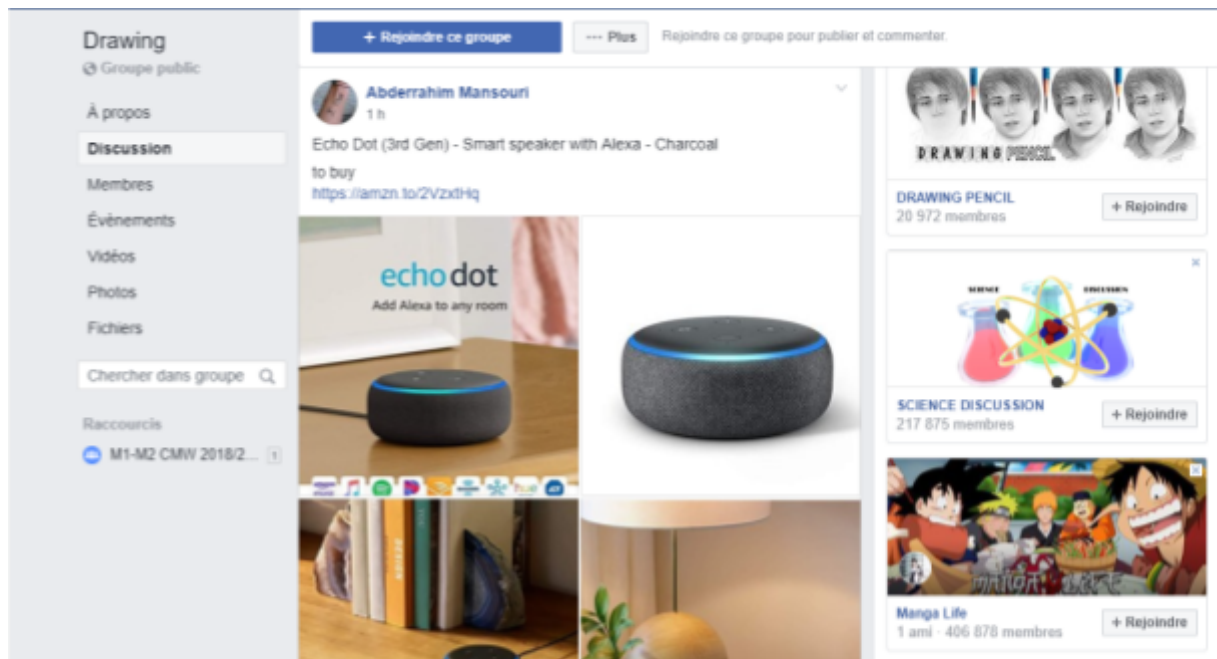 Drawing
Groupe public
À propos
Discussion
Membres
Évènements
Vidéos
Photos
Fichiers
Chercher dans groupe
Raccourcis
M1-M2 CMW 2018/2... 1
+ Rejoindre ce groupe
··· Plus
Rejoindre ce groupe pour publier et commenter.
Abderrahim Mansouri
1 h
Echo Dot (3rd Gen) - Smart speaker with Alexa - Charcoal
to buy
https://amzn.to/2VzxtHq
echo dot
Add Alexa to any room
DESIGN
DRAWING PENCIL
DRAWING PENCIL
20 972 membres
+ Rejoindre
SCIENCE DISCUSSION
SCIENCE DISCUSSION
217 875 membres
+ Rejoindre
MANGA LIFE
Manga Life
1 ami · 406 878 membres
+ Rejoindre